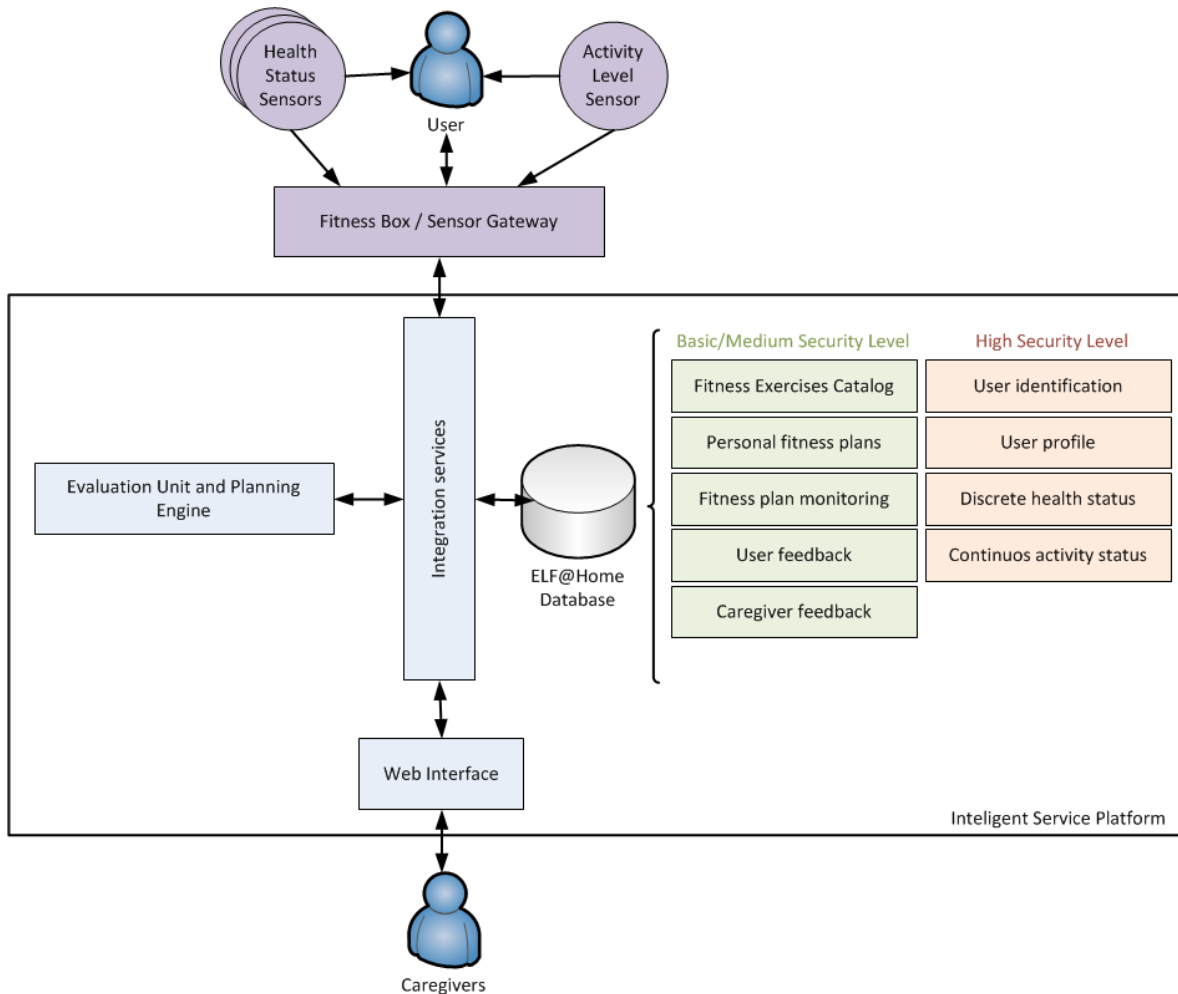 Health
Status
Sensors
User
Activity
Level
Sensor
Fitness Box / Sensor Gateway
Basic/Medium Security Level
High Security Level
Fitness Exercises Catalog
User identification
Personal fitness plans
User profile
Fitness plan monitoring
Discrete health status
User feedback
Continuos activity status
Caregiver feedback
Integration services
Evaluation Unit and Planning
Engine
ELF@Home
Database
Web Interface
Inteligent Service Platform
Caregivers